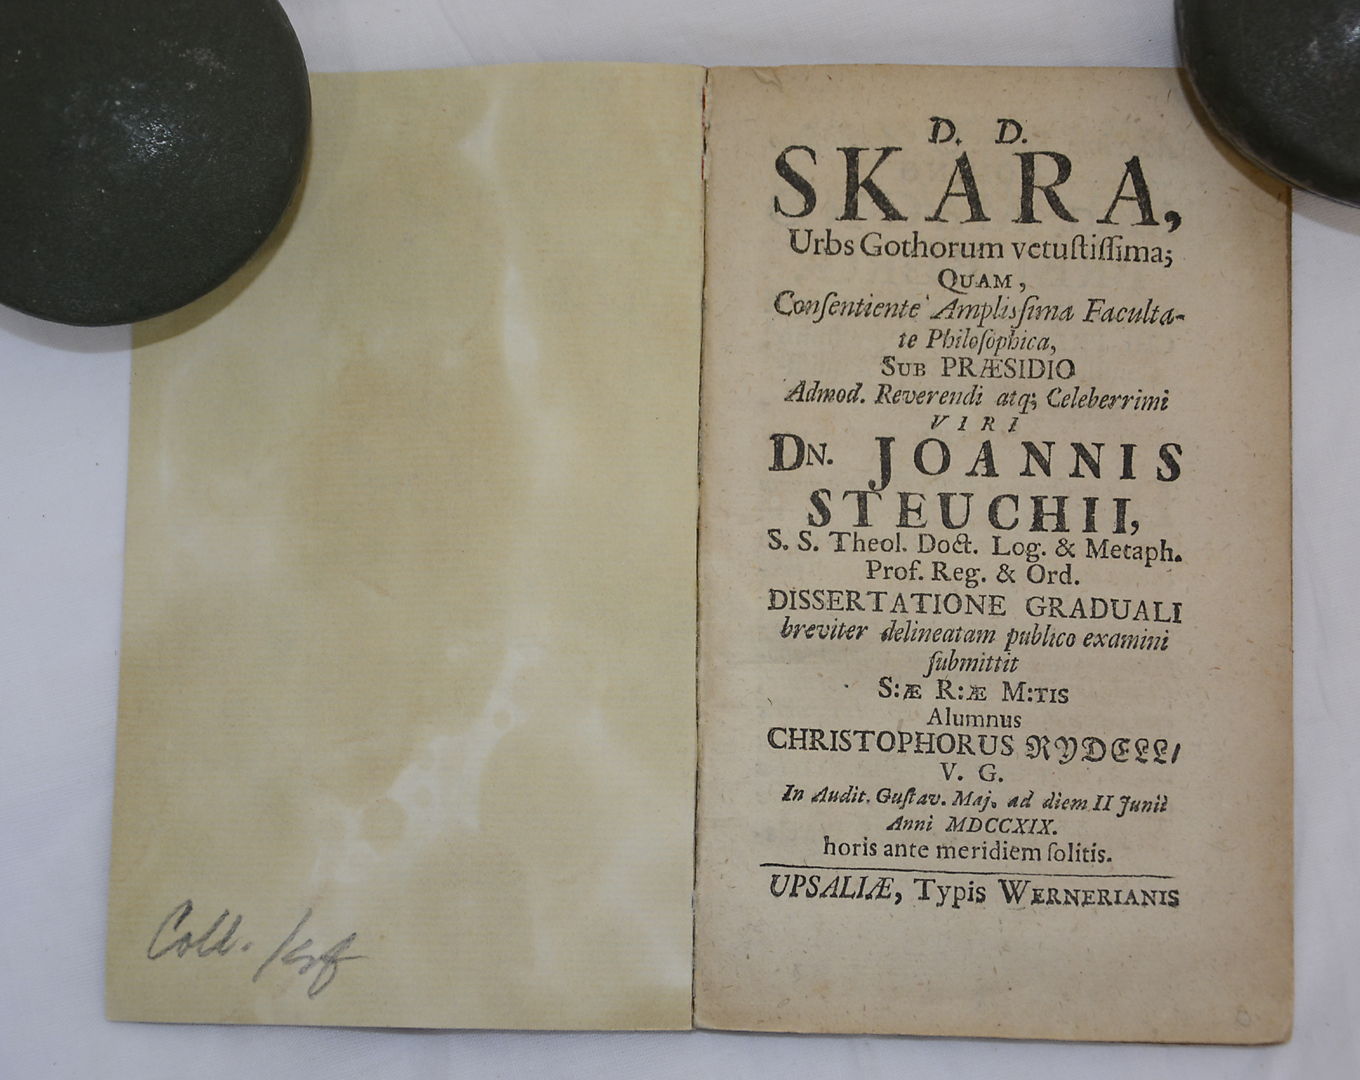 Coll.
D. D.
SKARA,
Urbs Gothorum vetuſtiſſima;
QUAM,
Conſentiente Ampliſſima Faculta-
te Philoſophica,
SUB PRÆSIDIO
Admod. Reverendi atq; Celeberrimi
VIRI
DN. JOANNIS
STEUCHII,
S. S. Theol. Doct. Log. & Metaph.
Prof. Reg. & Ord.
DISSERTATIONE GRADUALI
breviter delineatam publico examini
ſubmittit
S:Æ R:Æ M:TIS
Alumnus
CHRISTOPHORUS RYDELL/
V. G.
In Audit. Guſtav. Maj. ad diem II Junii
Anni MDCCXIX.
horis ante meridiem ſolitis.
UPSALIÆ, Typis WERNERIANIS